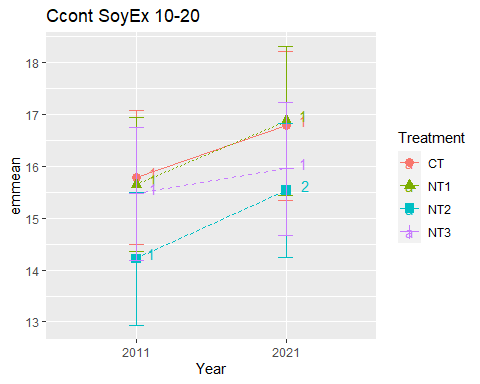 Ccont SoyEx 10-20
emmean
18
17
16
15
14
13
1
1
1
1
1
1
1
2
2011
2021
Year
Treatment
a CT
a NT1
a NT2
a NT3